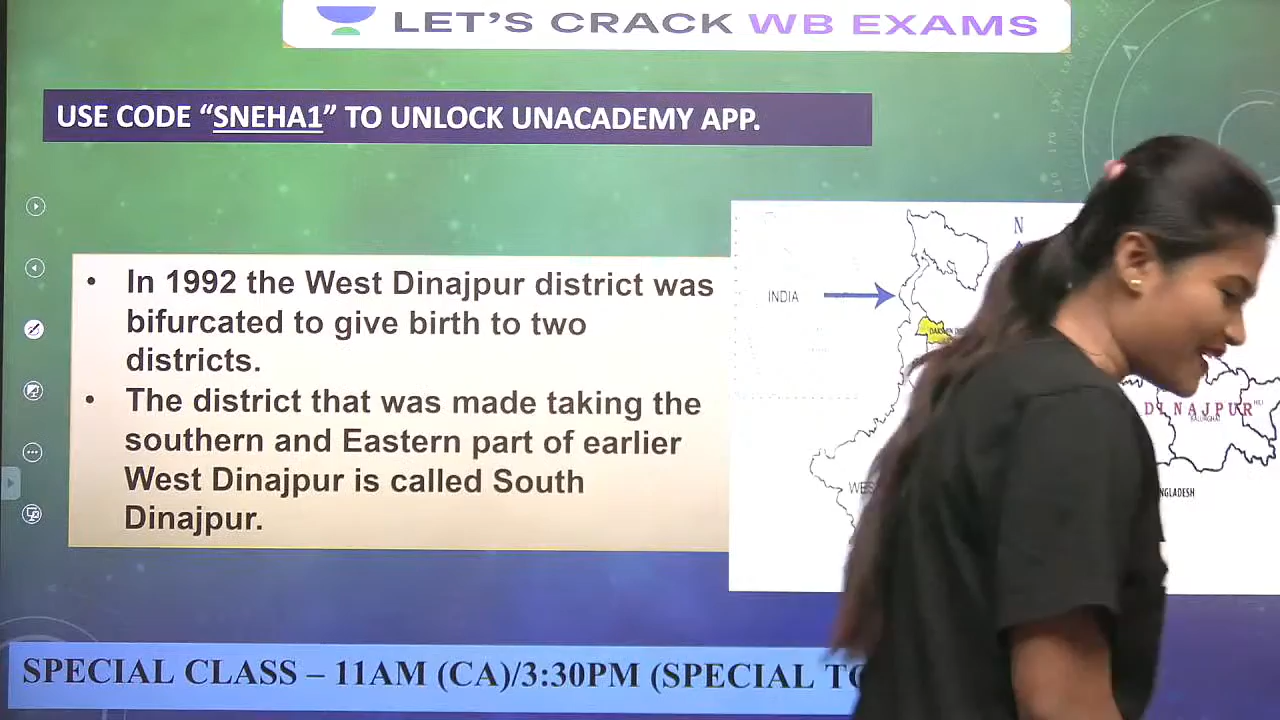 LET'S CRACK WB EXAMS
USE CODE “SNEHA1” TO UNLOCK UNACADEMY APP.
• In 1992 the West Dinajpur district was
bifurcated to give birth to two
districts.
• The district that was made taking the
southern and Eastern part of earlier
West Dinajpur is called South
Dinajpur.
N
INDIA
DINAJPUR
SPECIAL CLASS – 11AM (CA)/3:30PM (SPECIAL